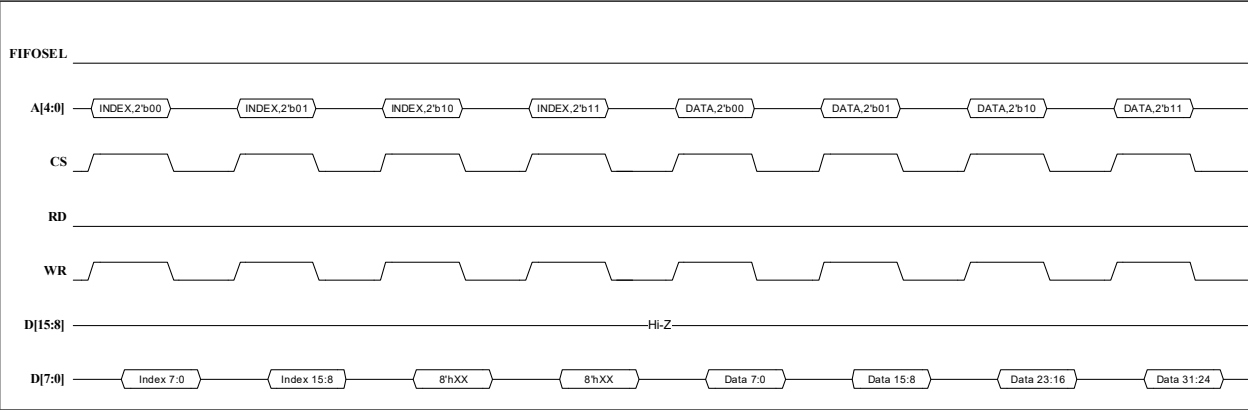 FIFOSEL
A[4:0] INDEX,2'b00 INDEX,2'b01 INDEX,2'b10 INDEX,2'b11 DATA,2'b00 DATA,2'b01 DATA,2'b10 DATA,2'b11
CS
RD
WR
D[15:8] Hi-Z
D[7:0] Index 7:0 Index 15:8 8'hXX 8'hXX Data 7:0 Data 15:8 Data 23:16 Data 31:24